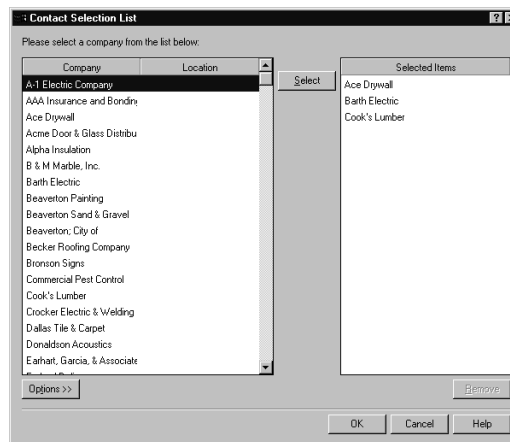 Contact Selection List
Please select a company from the list below:
Company Location
A-1 Electric Company
AAA Insurance and Bondin
Ace Drywall
Acme Door & Glass Distribu
Alpha Insulation
B & M Marble, Inc.
Barth Electric
Beaverton Painting
Beaverton Sand & Gravel
Beaverton; City of
Becker Roofing Company
Bronson Signs
Commercial Pest Control
Cook's Lumber
Crocker Electric & Welding
Dallas Tile & Carpet
Donaldson Acoustics
Earhart, Garcia, & Associate
Options >>
Select
Selected Items
Ace Drywall
Barth Electric
Cook's Lumber
Remove
OK Cancel Help